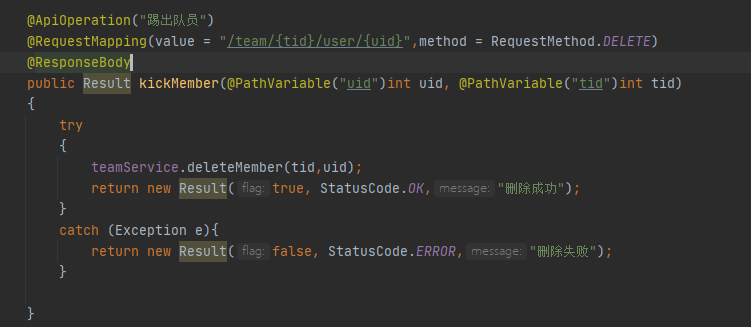 @ApiOperation("踢出队员")
@RequestMapping(value = "/team/{tid}/user/{uid}",method = RequestMethod.DELETE)
@ResponseBody
public Result kickMember(@PathVariable("uid")int uid, @PathVariable("tid")int tid)
{
try
{
teamService.deleteMember(tid,uid);
return new Result( flag: true, StatusCode.OK, message: "删除成功");
}
catch (Exception e){
return new Result( flag: false, StatusCode.ERROR, message: "删除失败");
}
}